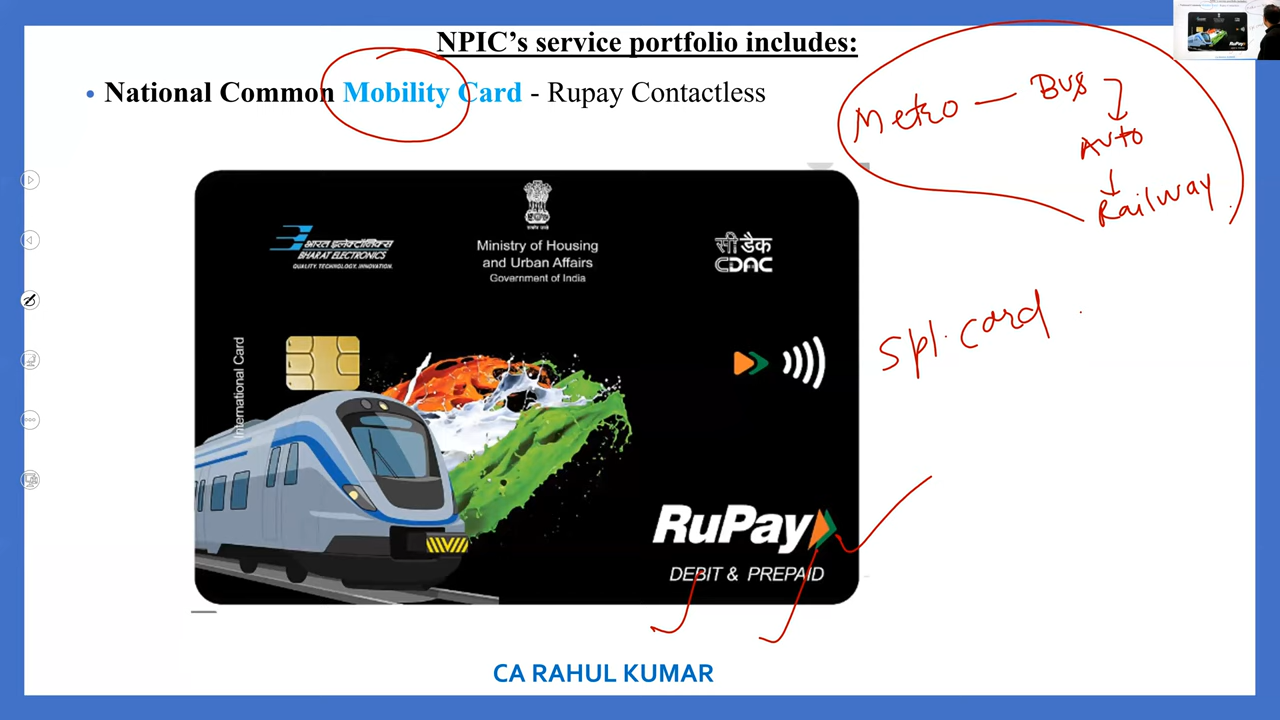 NPIC's service portfolio includes:
• National Common Mobility Card - Rupay Contactless
Metro — Bus
Auto
Railway
भारत इलेक्ट्रॉनिक्स
BHARAT ELECTRONICS
QUALITY. TECHNOLOGY. INNOVATION.
Ministry of Housing
and Urban Affairs
Government of India
सी डैक
CDAC
International Card
Spl. card
RuPay
DEBIT & PREPAID
CA RAHUL KUMAR